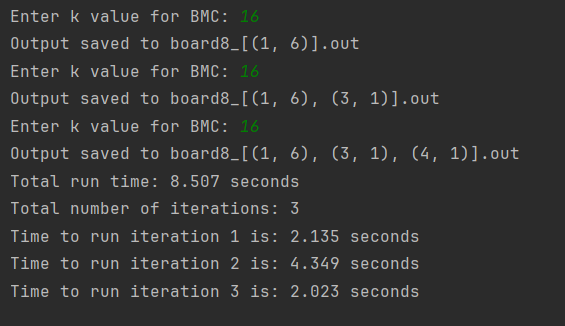 Enter k value for BMC: 16
Output saved to board8_[(1, 6)].out
Enter k value for BMC: 16
Output saved to board8_[(1, 6), (3, 1)].out
Enter k value for BMC: 16
Output saved to board8_[(1, 6), (3, 1), (4, 1)].out
Total run time: 8.507 seconds
Total number of iterations: 3
Time to run iteration 1 is: 2.135 seconds
Time to run iteration 2 is: 4.349 seconds
Time to run iteration 3 is: 2.023 seconds